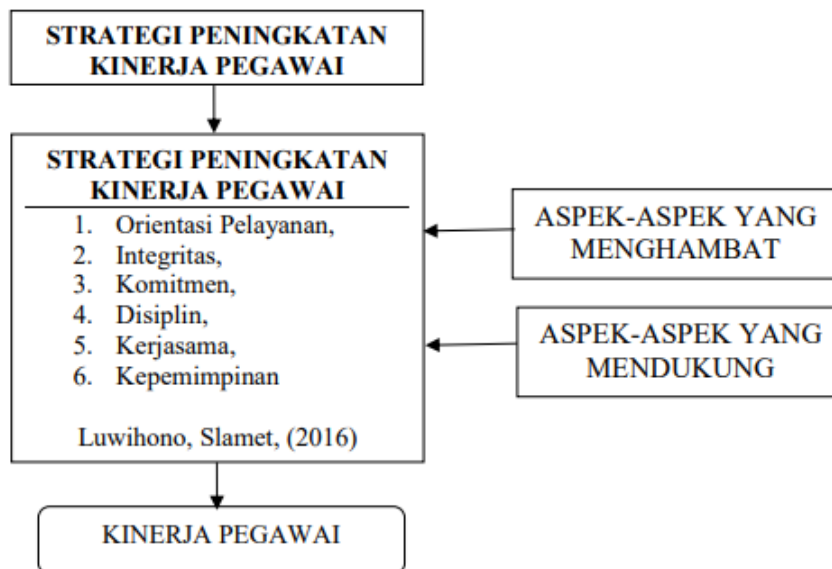 STRATEGI PENINGKATAN
KINERJA PEGAWAI
STRATEGI PENINGKATAN
KINERJA PEGAWAI
1. Orientasi Pelayanan,
2. Integritas,
3. Komitmen,
4. Disiplin,
5. Kerjasama,
6. Kepemimpinan
Luwihono, Slamet, (2016)
ASPEK-ASPEK YANG
MENGHAMBAT
ASPEK-ASPEK YANG
MENDUKUNG
KINERJA PEGAWAI